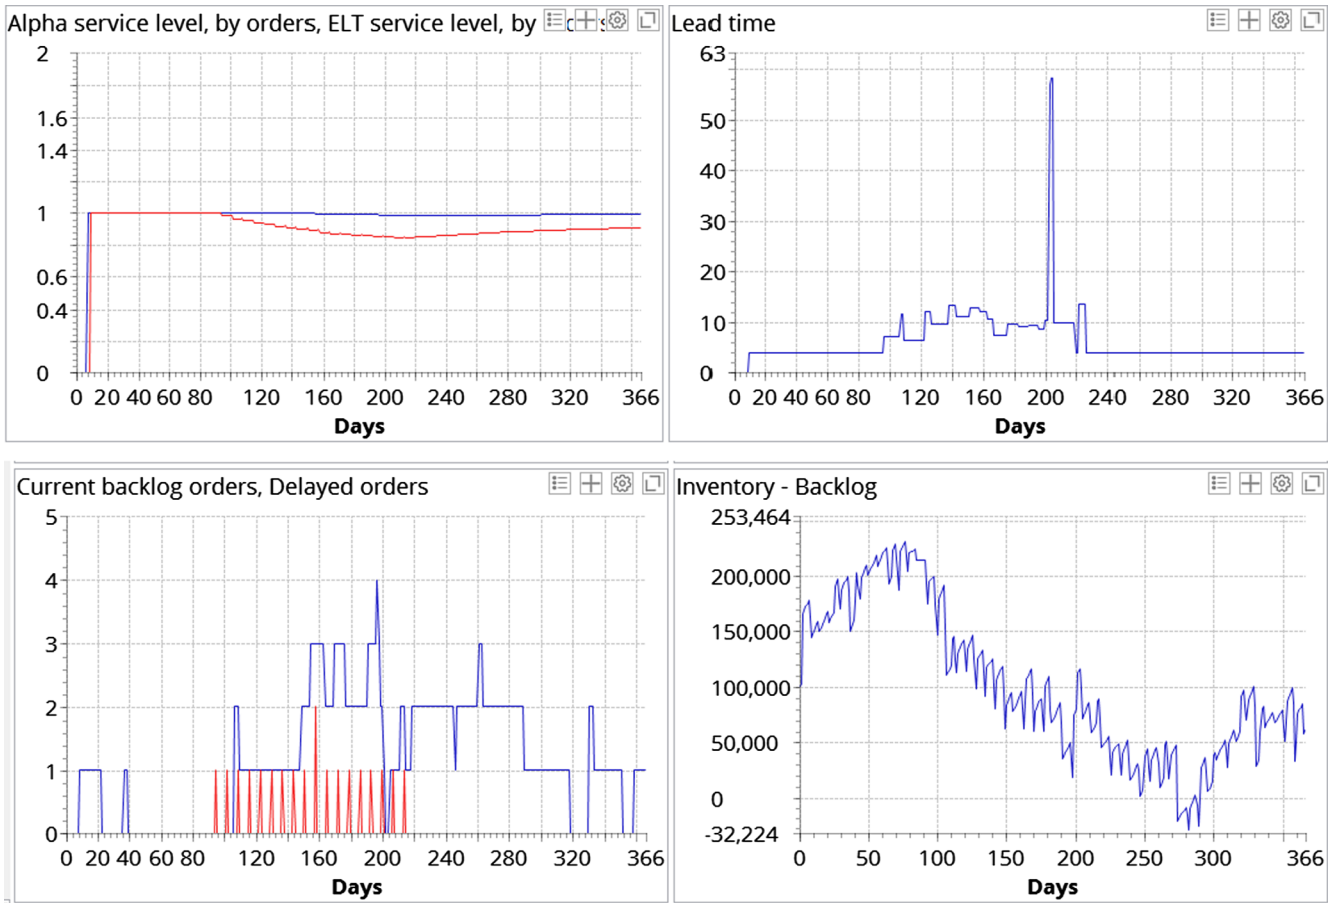 Alpha service level, by orders, ELT service level, by
2
1.6
1.4
1
0.6
0.4
0
0 20 40 60 80 120 160 200 240 280 320 366
Days
Lead time
63
50
40
30
20
10
0
0 20 40 60 80 120 160 200 240 280 320 366
Days
Current backlog orders, Delayed orders
5
4
3
2
1
0
0 20 40 60 80 120 160 200 240 280 320 366
Days
Inventory - Backlog
253,464
200,000
150,000
100,000
50,000
0
-32,224
0 50 100 150 200 250 300 366
Days